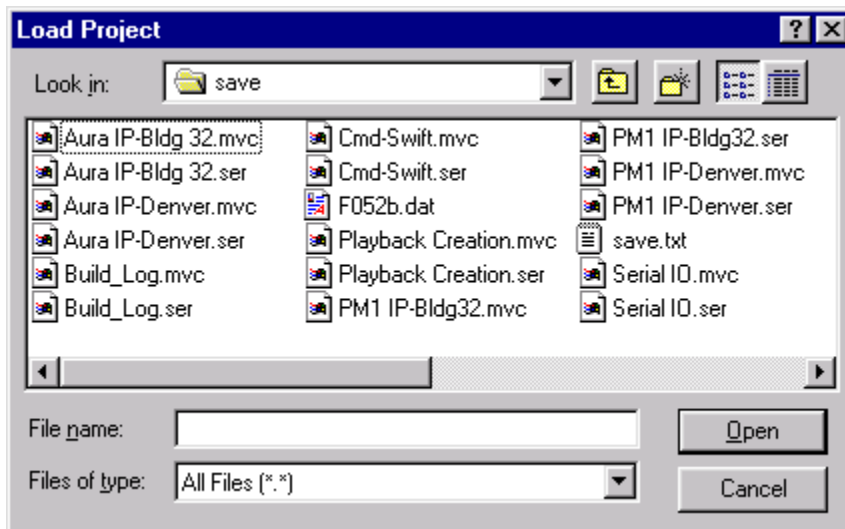 Load Project
Look in: save
Aura IP-Bldg 32.mvc
Aura IP-Bldg 32.ser
Aura IP-Denver.mvc
Aura IP-Denver.ser
Build_Log.mvc
Build_Log.ser
Cmd-Swift.mvc
Cmd-Swift.ser
F052b.dat
Playback Creation.mvc
Playback Creation.ser
PM1 IP-Bldg32.mvc
PM1 IP-Bldg32.ser
PM1 IP-Denver.mvc
PM1 IP-Denver.ser
save.txt
Serial IO.mvc
Serial IO.ser
File name:
Open
Files of type: All Files (*.*)
Cancel